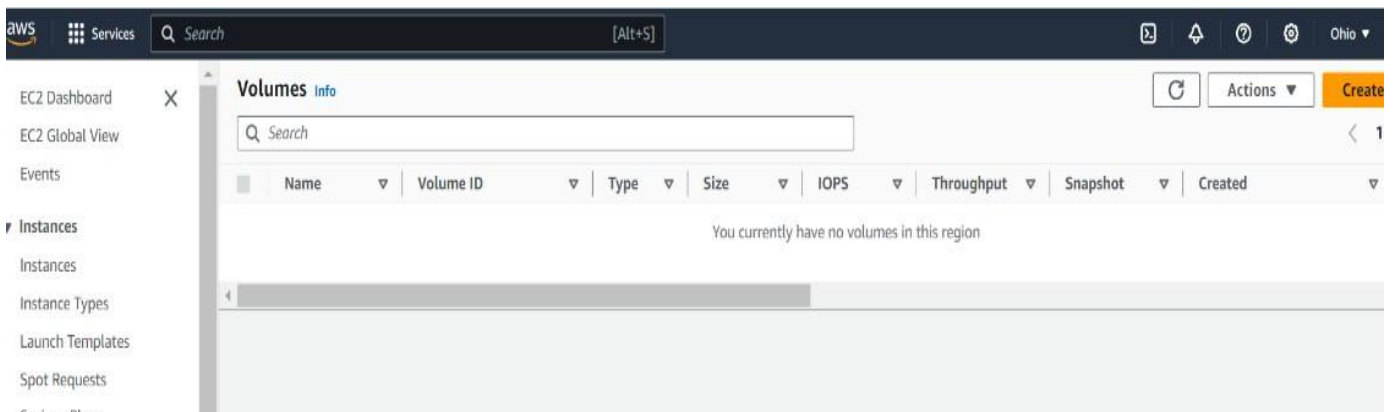 aws Services Search [Alt+S] Ohio
EC2 Dashboard
EC2 Global View
Events
Instances
Instances
Instance Types
Launch Templates
Spot Requests
Volumes Info
Actions
Create
Search
1
Name Volume ID Type Size IOPS Throughput Snapshot Created
You currently have no volumes in this region